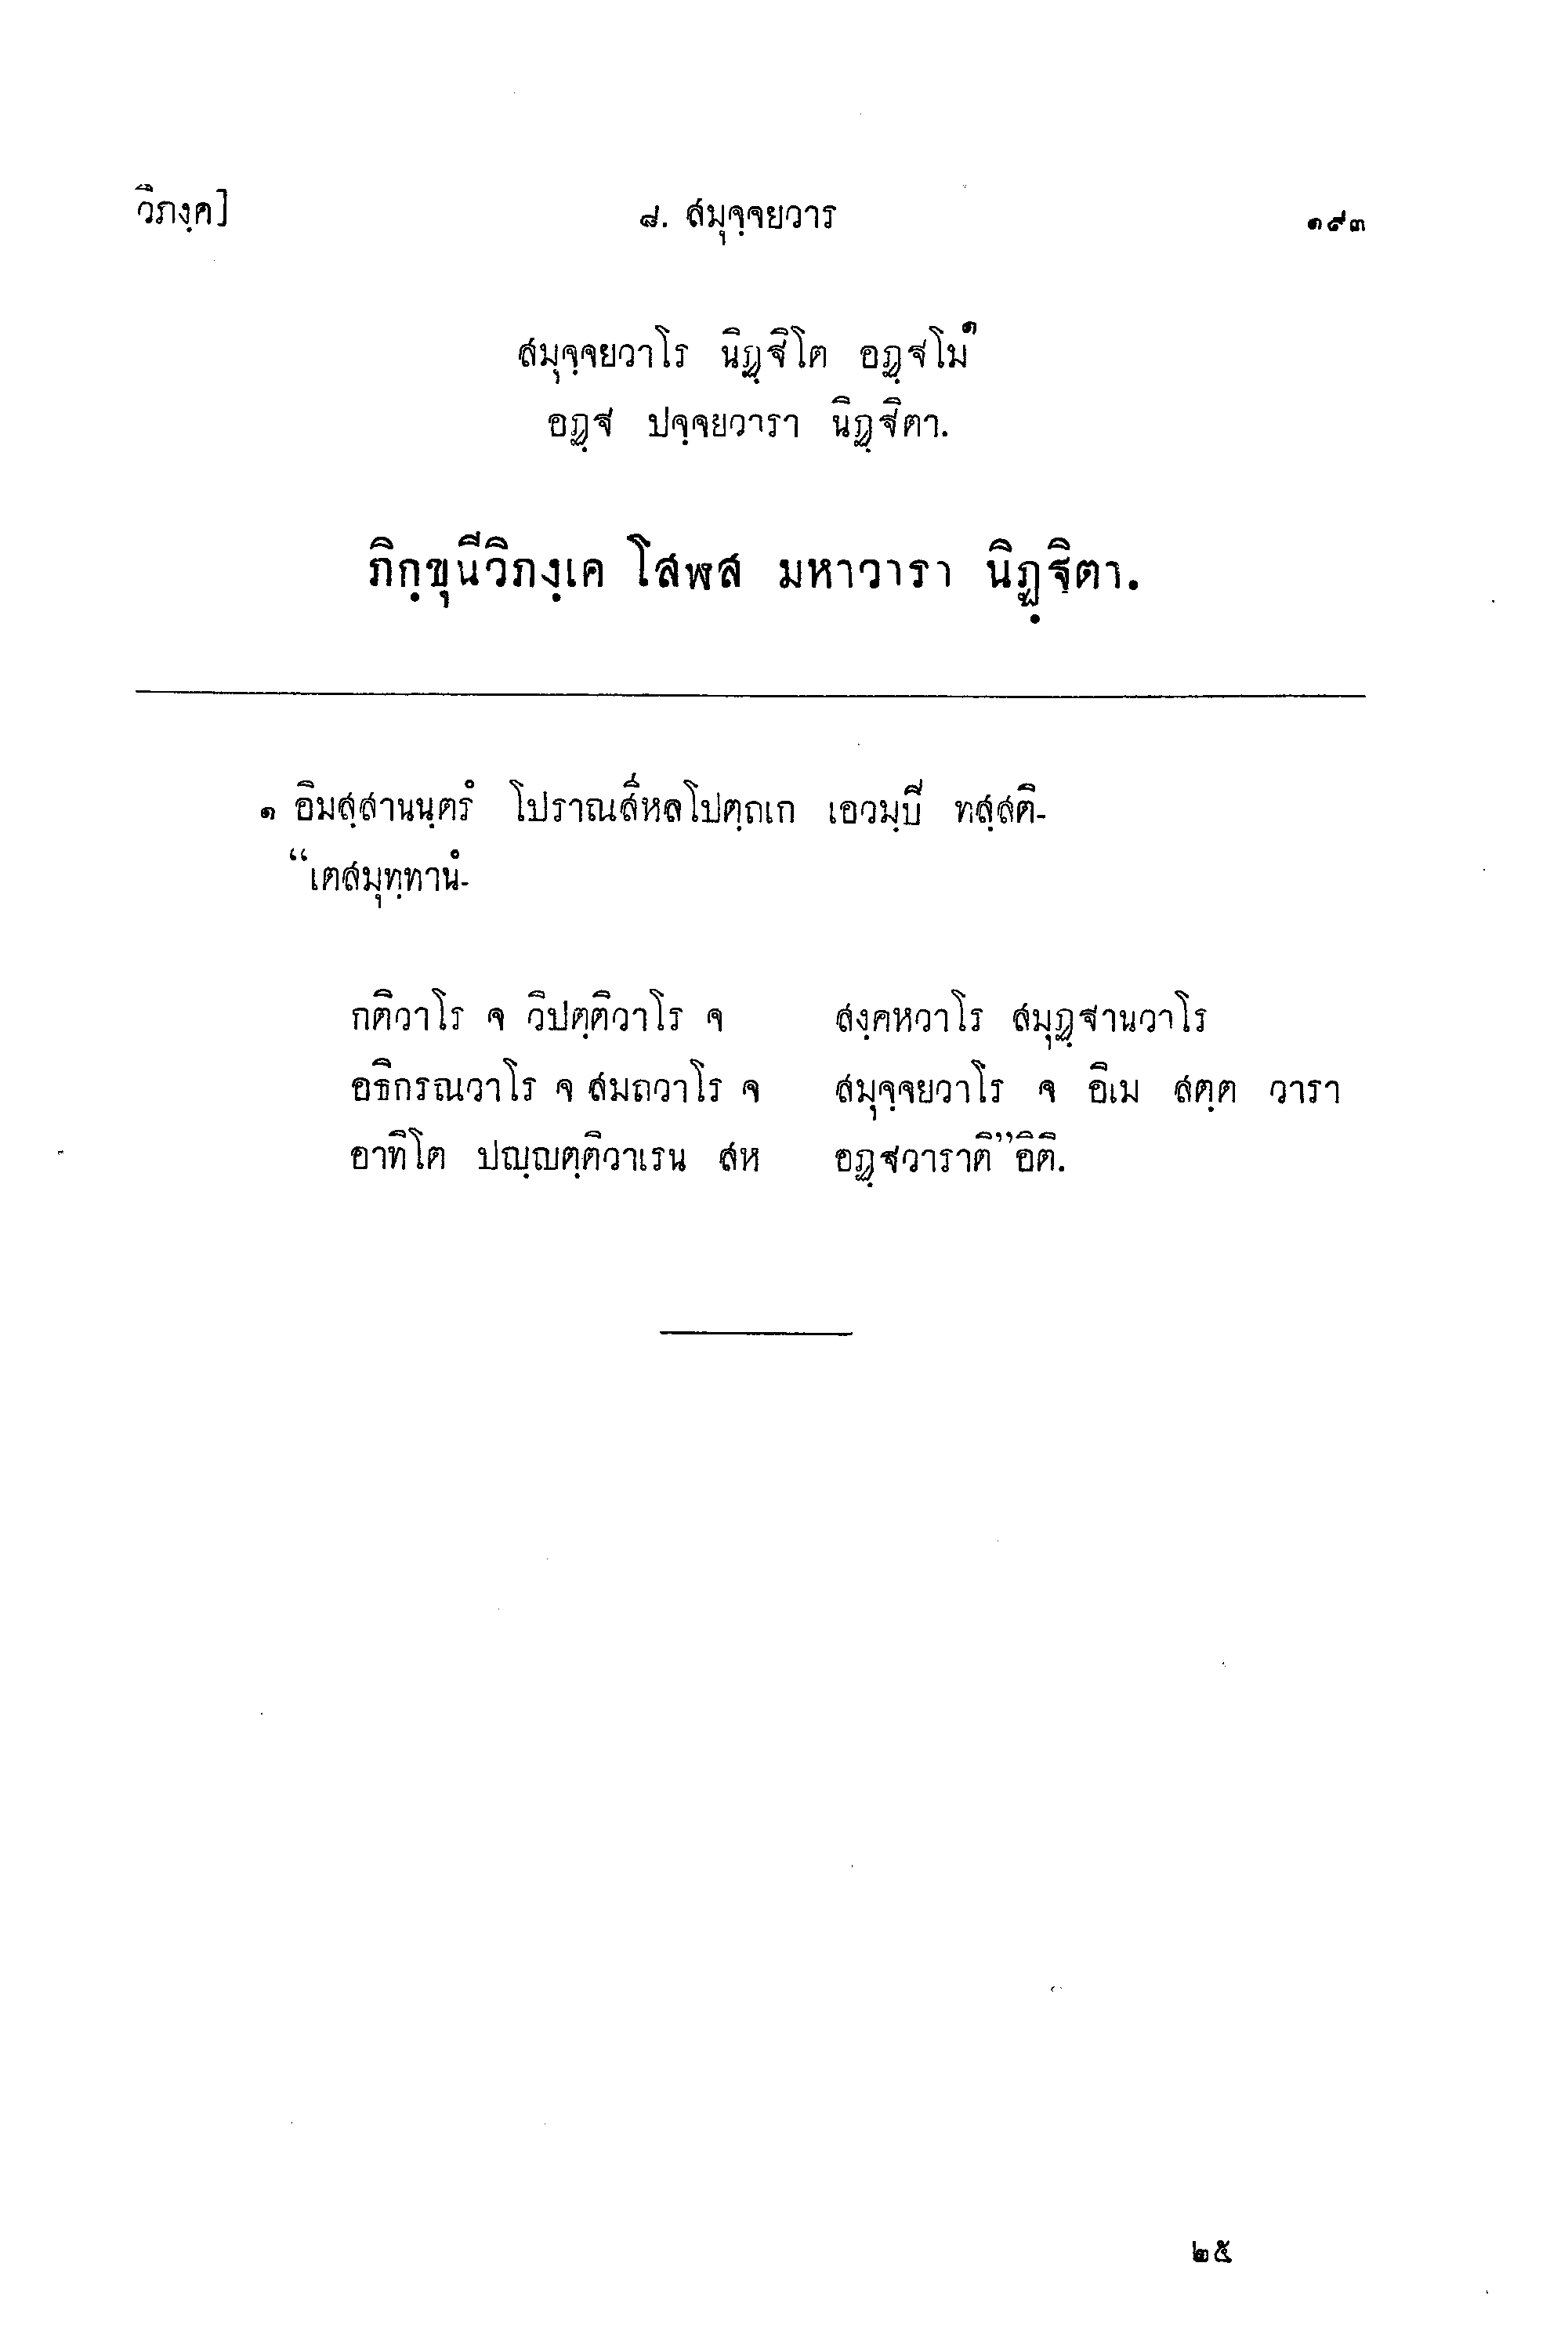 วิภงฺค] ๘. สมุจฺจยวาร ๑๙๓
สมุจฺจยวาโร นิฏฺฐิโต อฏฺฐโม๑
อฏฺฐ ปจฺจยวารา นิฏฺฐิตา.
ภิกฺขุนีวิภงฺเค โสฬส มหาวารา นิฏฺฐิตา.
๑ อิมสฺสานนฺตรํ โปราณสีหลโปตฺถเก เอวมฺปิ ทสฺสติ-
“เตสมุทฺทานํ-
กติวาโร จ วิปตฺติวาโร จ สงฺคหวาโร สมุฏฺฐานวาโร
อธิกรณวาโร จ สมถวาโร จ สมุจฺจยวาโร จ อิเม สตฺต วารา
อาทิโต ปญฺญตฺติวาเรน สห อฏฺฐวาราติ”อิติ.
๒๕